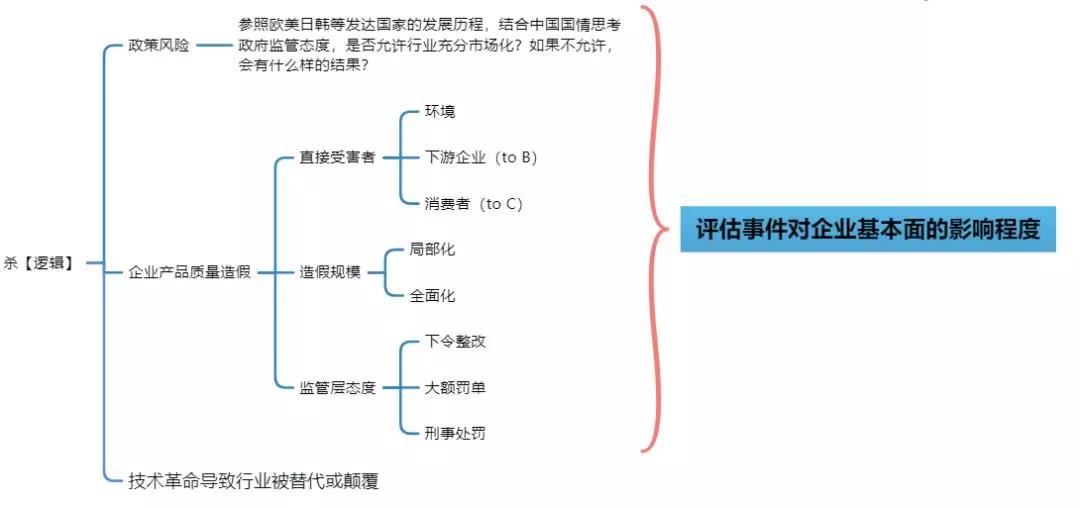 杀【逻辑】
政策风险
参照欧美日韩等发达国家的发展历程，结合中国国情思考
政府监管态度，是否允许行业充分市场化？如果不允许，
会有什么样的结果？
企业产品质量造假
直接受害者
环境
下游企业（to B）
消费者（to C）
造假规模
局部化
全面化
监管层态度
下令整改
大额罚单
刑事处罚
技术革命导致行业被替代或颠覆
评估事件对企业基本面的影响程度